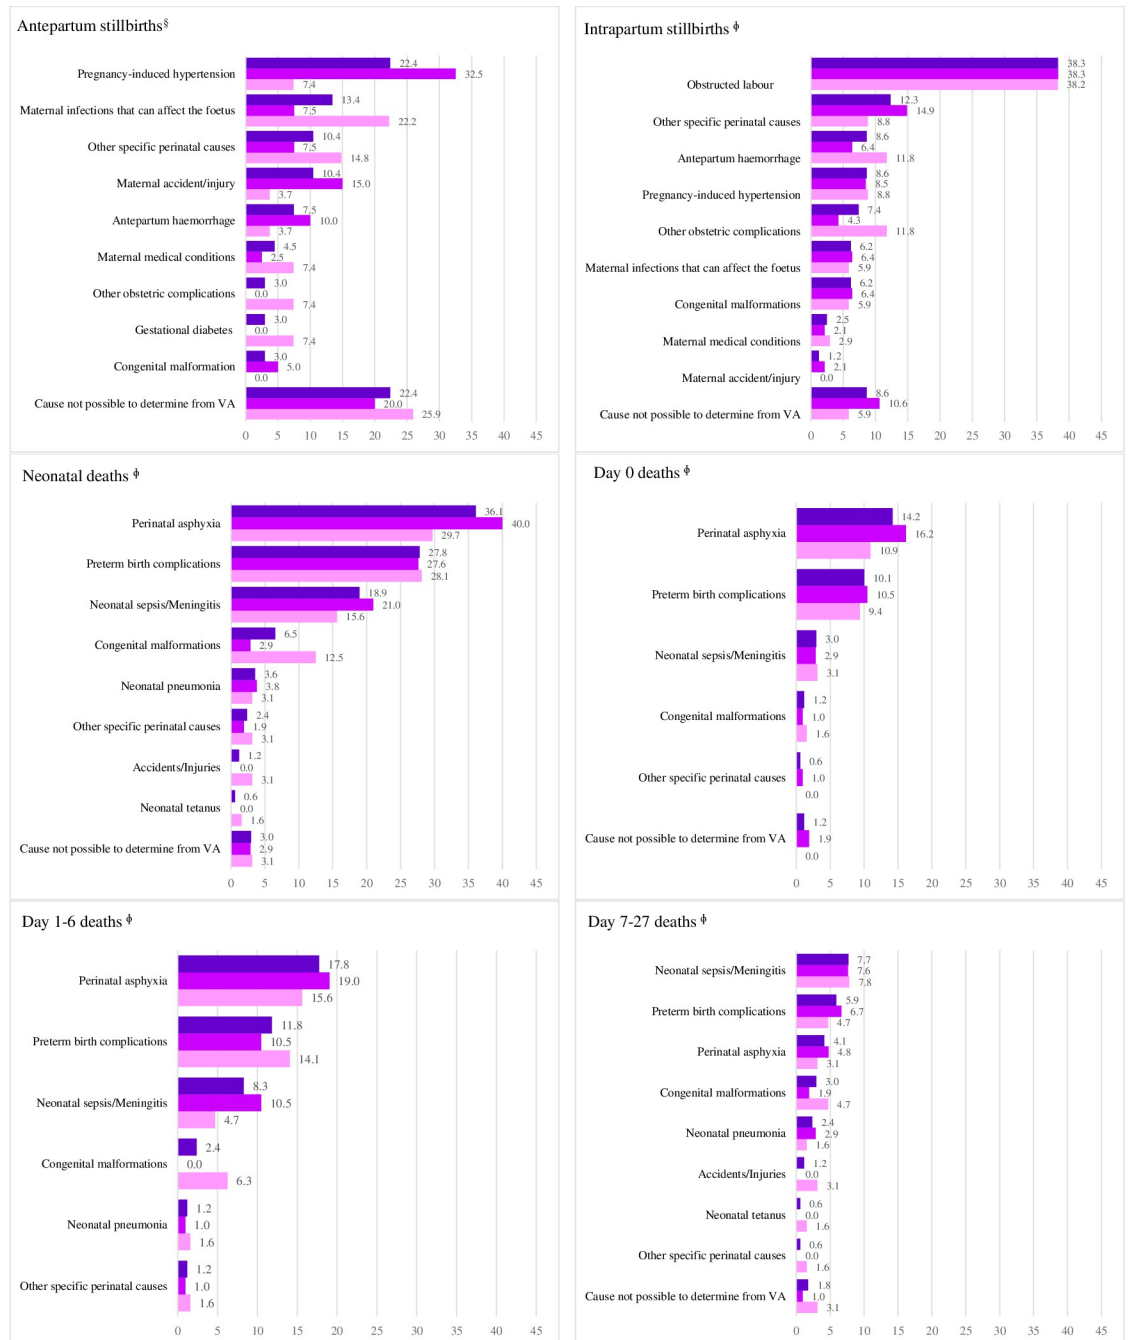 Antepartum stillbirths§
Pregnancy-induced hypertension
22.4
32.5
7.4
Maternal infections that can affect the foetus
13.4
7.5
22.2
Other specific perinatal causes
10.4
7.5
14.8
Maternal accident/injury
10.4
15.0
3.7
Antepartum haemorrhage
7.5
10.0
3.7
Maternal medical conditions
4.5
2.5
7.4
Other obstetric complications
3.0
0.0
7.4
Gestational diabetes
3.0
0.0
7.4
Congenital malformation
3.0
5.0
0.0
Cause not possible to determine from VA
22.4
20.0
25.9
0 5 10 15 20 25 30 35 40 45
Intrapartum stillbirths ϕ
Obstructed labour
38.3
38.3
38.2
Other specific perinatal causes
12.3
14.9
8.8
Antepartum haemorrhage
8.6
6.4
11.8
Pregnancy-induced hypertension
8.6
8.5
8.8
Other obstetric complications
7.4
4.3
11.8
Maternal infections that can affect the foetus
6.2
6.4
5.9
Congenital malformations
6.2
6.4
5.9
Maternal medical conditions
2.5
2.1
2.9
Maternal accident/injury
1.2
2.1
0.0
Cause not possible to determine from VA
8.6
10.6
5.9
0 5 10 15 20 25 30 35 40 45
Neonatal deaths ϕ
Perinatal asphyxia
36.1
40.0
29.7
Preterm birth complications
27.8
27.6
28.1
Neonatal sepsis/Meningitis
18.9
21.0
15.6
Congenital malformations
6.5
2.9
12.5
Neonatal pneumonia
3.6
3.8
3.1
Other specific perinatal causes
2.4
1.9
3.1
Accidents/Injuries
1.2
0.0
3.1
Neonatal tetanus
0.6
0.0
1.6
Cause not possible to determine from VA
3.0
2.9
3.1
0 5 10 15 20 25 30 35 40 45
Day 0 deaths ϕ
Perinatal asphyxia
14.2
16.2
10.9
Preterm birth complications
10.1
10.5
9.4
Neonatal sepsis/Meningitis
3.0
2.9
3.1
Congenital malformations
1.2
1.0
1.6
Other specific perinatal causes
0.6
1.0
0.0
Cause not possible to determine from VA
1.2
1.9
0.0
0 5 10 15 20 25 30 35 40 45
Day 1-6 deaths ϕ
Perinatal asphyxia
17.8
19.0
15.6
Preterm birth complications
11.8
10.5
14.1
Neonatal sepsis/Meningitis
8.3
10.5
4.7
Congenital malformations
2.4
0.0
6.3
Neonatal pneumonia
1.2
1.0
1.6
Other specific perinatal causes
1.2
1.0
1.6
0 5 10 15 20 25 30 35 40 45
Day 7-27 deaths ϕ
Neonatal sepsis/Meningitis
7.7
7.6
7.8
Preterm birth complications
5.9
6.7
4.7
Perinatal asphyxia
4.1
4.8
3.1
Congenital malformations
3.0
1.9
4.7
Neonatal pneumonia
2.4
2.9
1.6
Accidents/Injuries
1.2
0.0
3.1
Neonatal tetanus
0.6
0.0
1.6
Other specific perinatal causes
0.6
0.0
1.6
Cause not possible to determine from VA
1.8
1.0
3.1
0 5 10 15 20 25 30 35 40 45